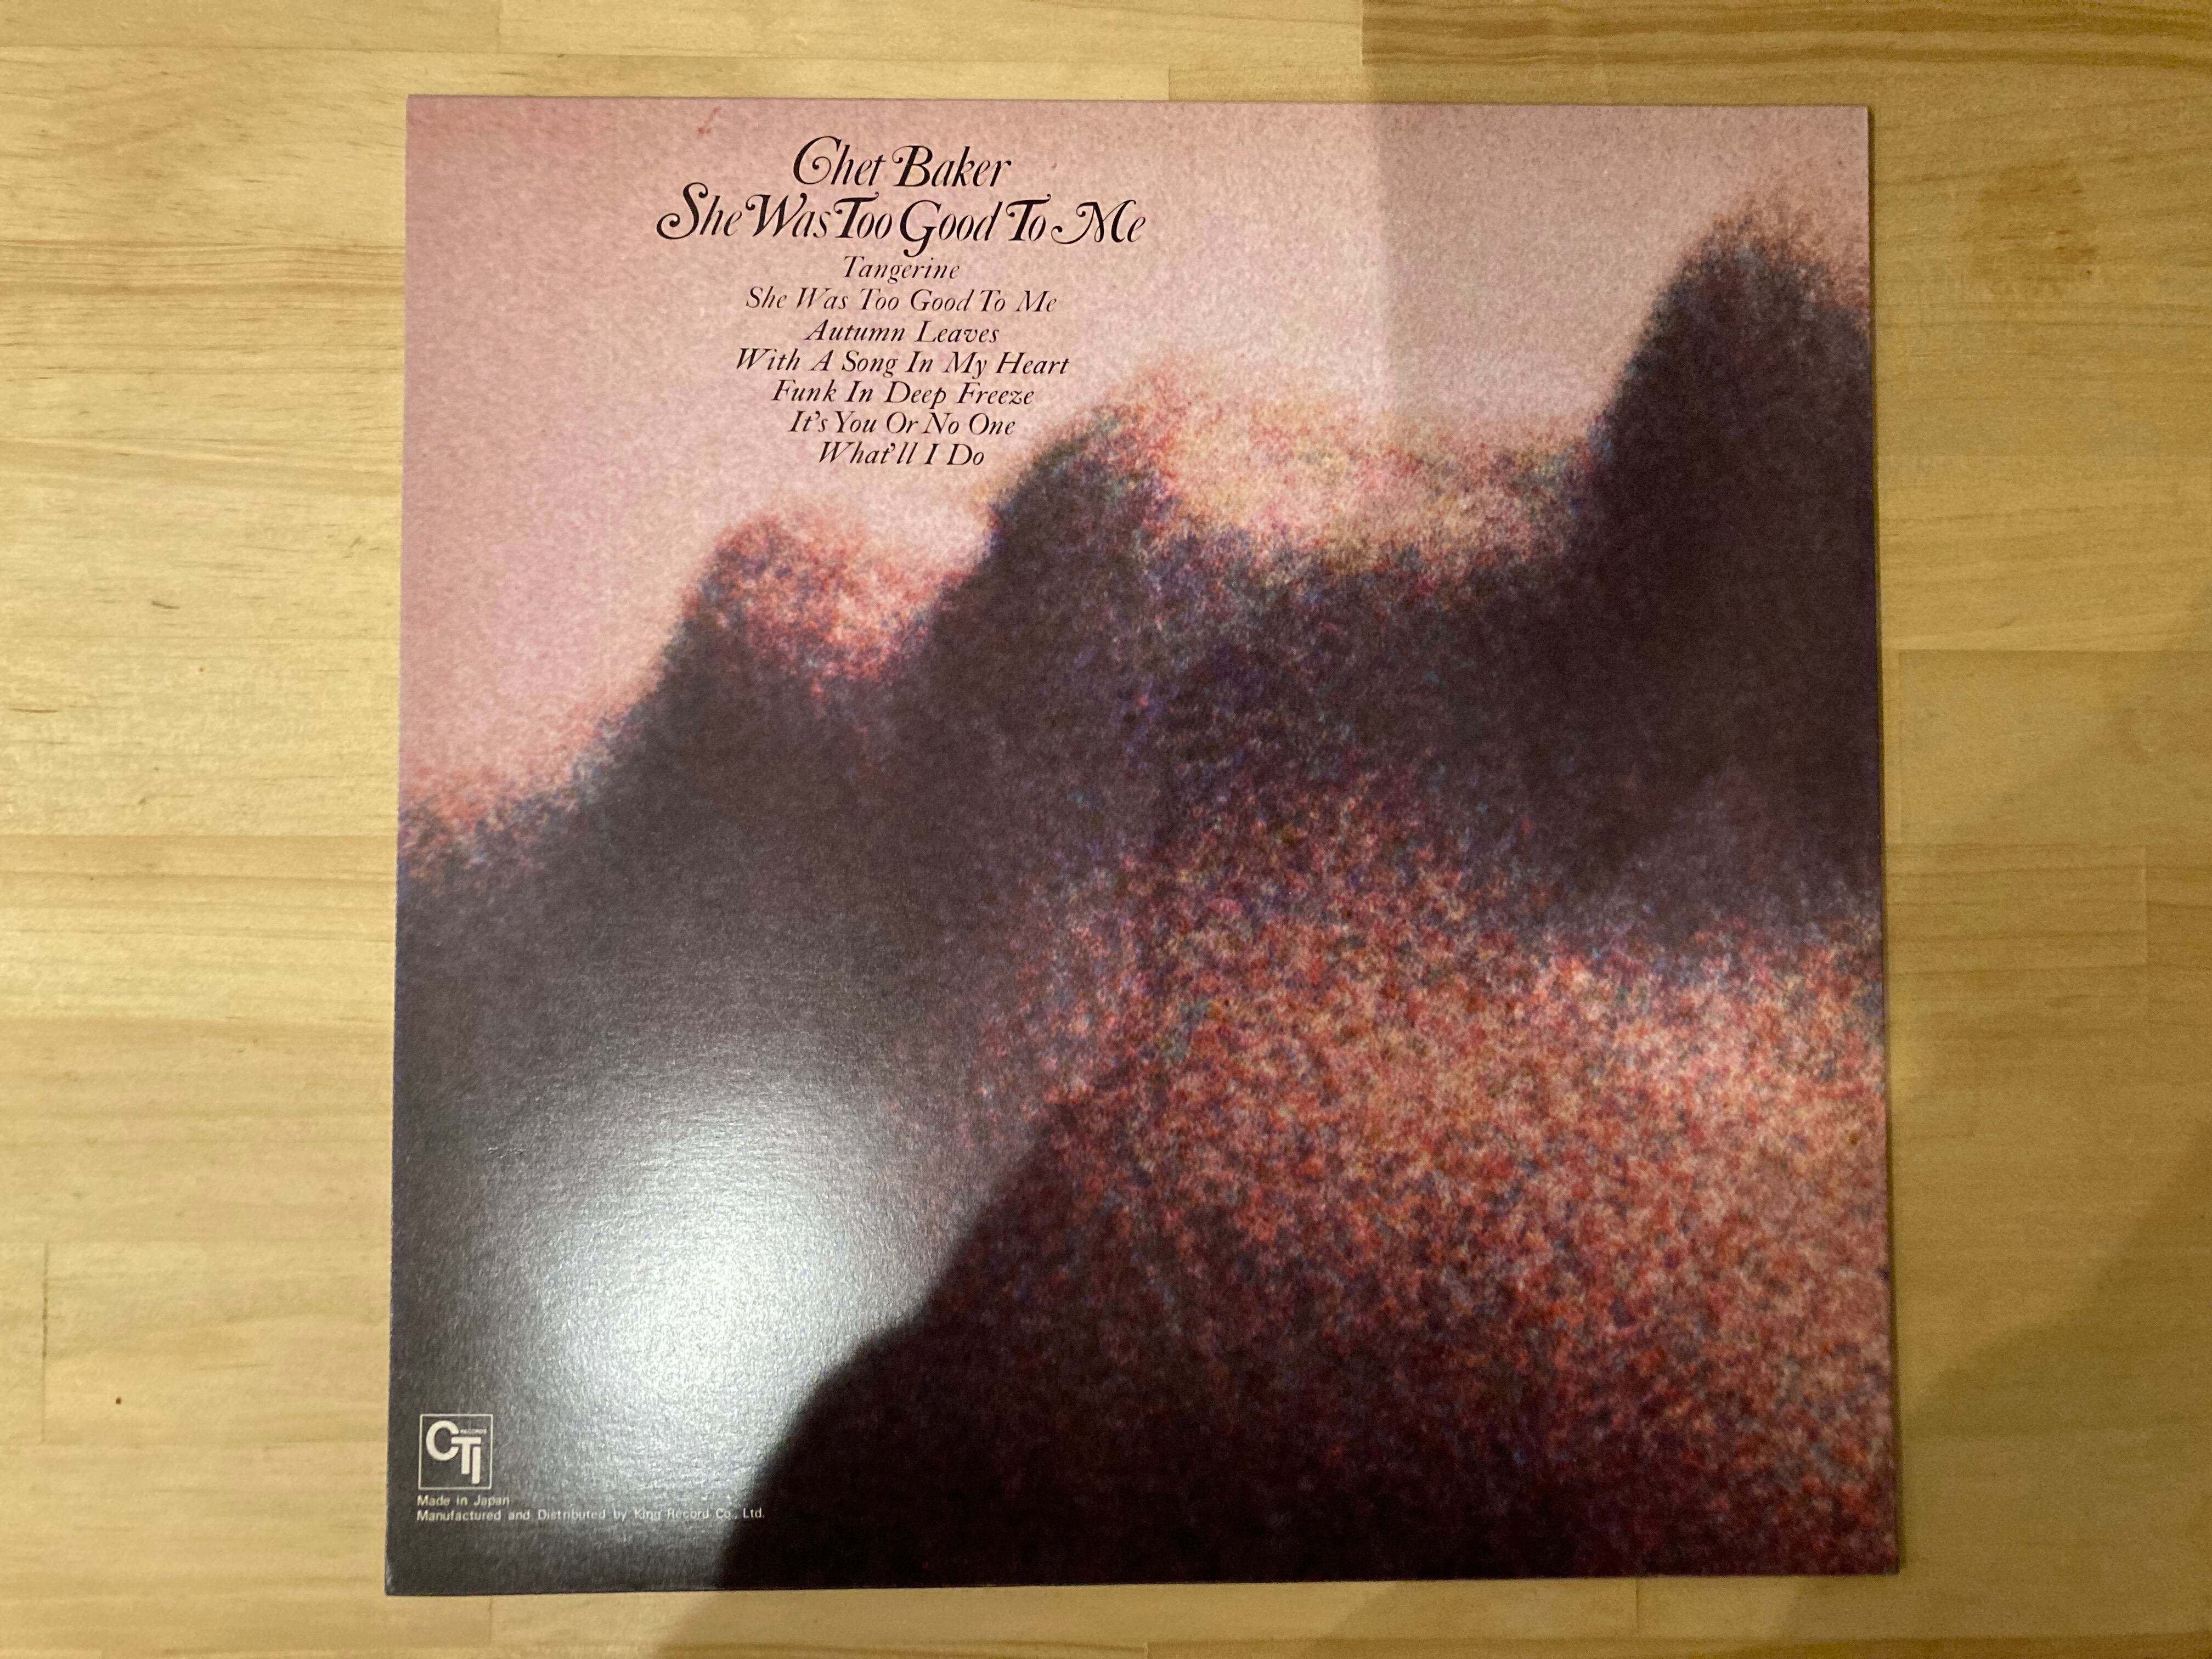 Chet Baker
She Was Too Good To Me
Tangerine
She Was Too Good To Me
Autumn Leaves
With A Song In My Heart
Funk In Deep Freeze
It's You Or No One
What'll I Do
CTI RECORDS
Made in Japan
Manufactured and Distributed by King Record Co., Ltd.